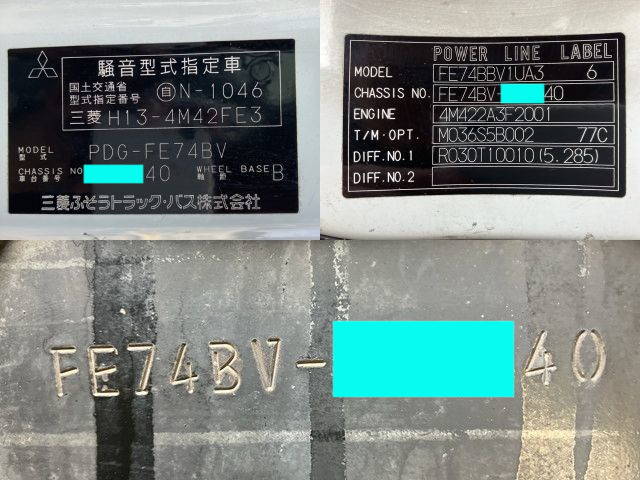 騒音型式指定車
国土交通省
型式指定番号
自N-1046
三菱 H13-4M42FE3
MODEL
型式
PDG-FE74BV
CHASSIS NO
車台番号
40
WHEEL BASE
軸距
B
三菱ふそうトラック・バス株式会社
POWER LINE LABEL
MODEL FE74BBV1UA3 6
CHASSIS NO. FE74BV- 40
ENGINE 4M422A3F2001
T/M・OPT. M036S5B002 77C
DIFF.NO.1 R030T10010(5.285)
DIFF.NO.2
FE74BV- 40